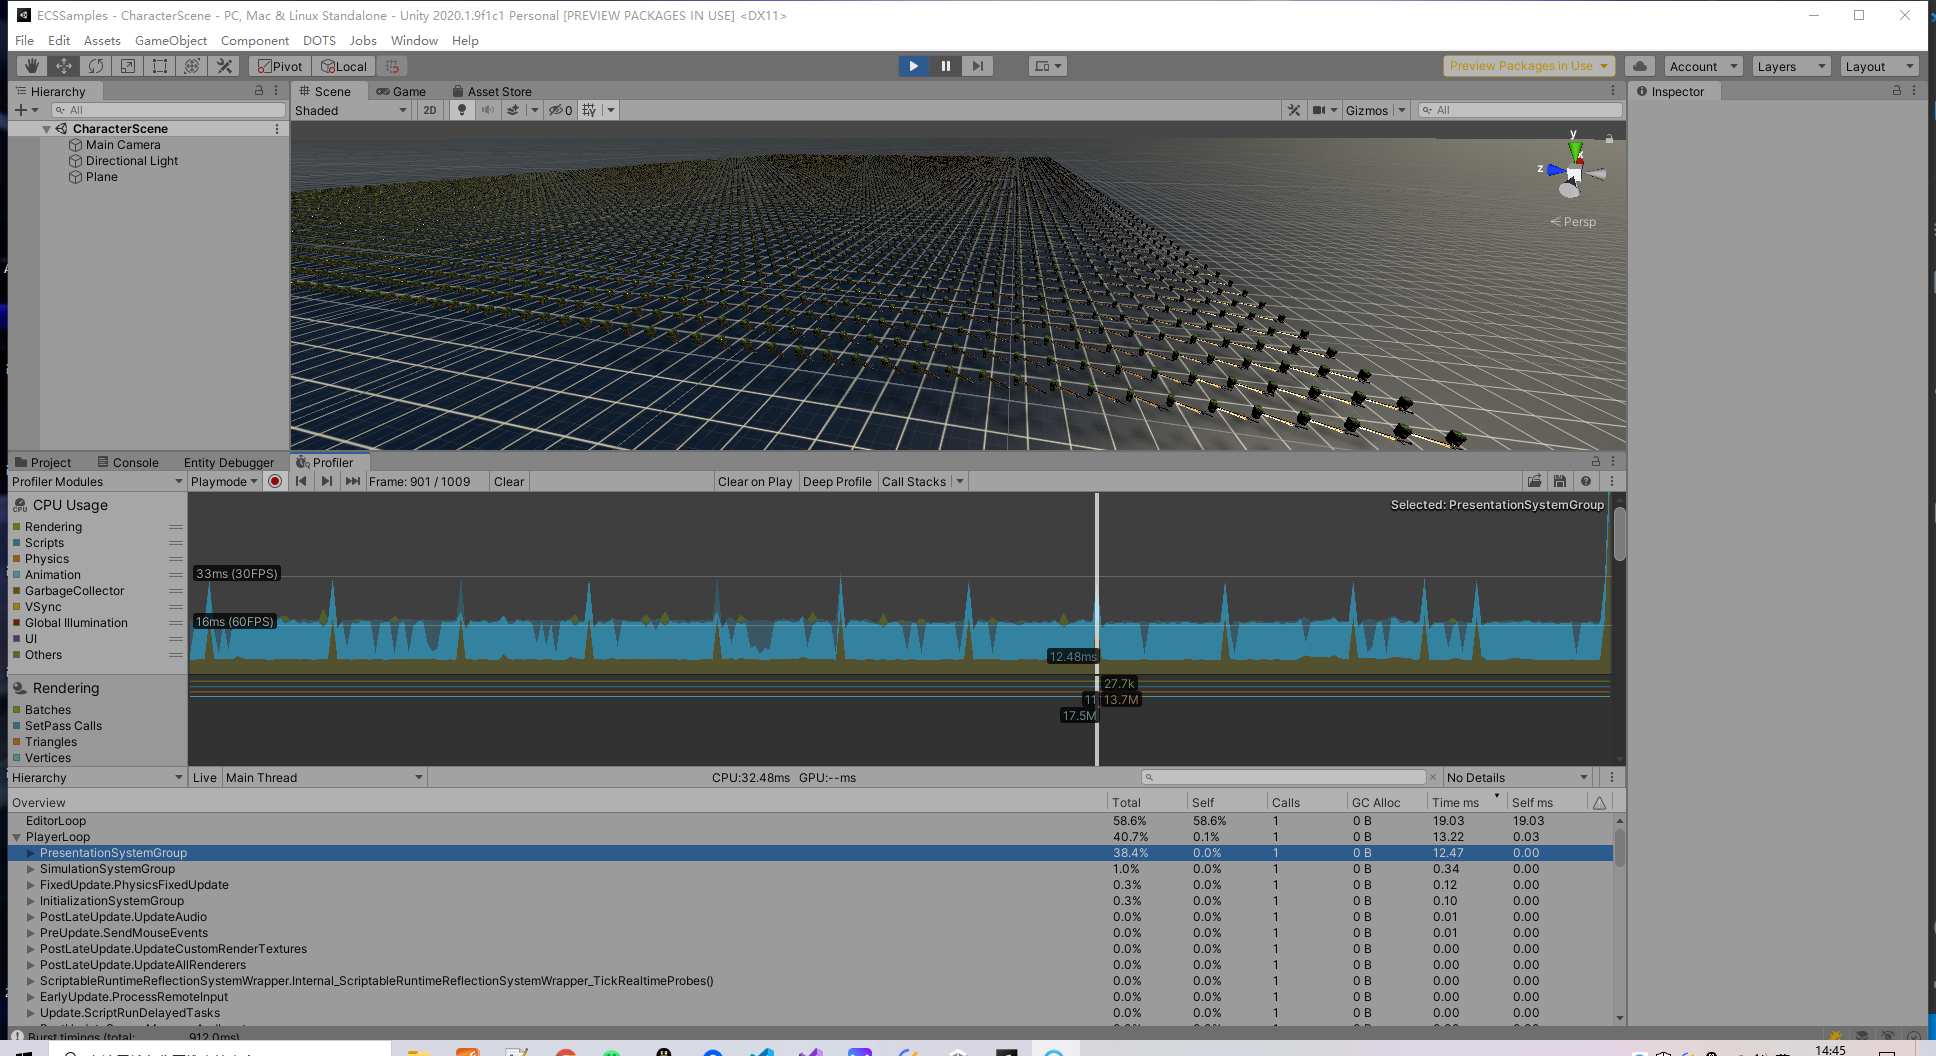 ECSSamples - CharacterScene - PC, Mac & Linux Standalone - Unity 2020.1.9f1c1 Personal [PREVIEW PACKAGES IN USE] <DX11>
File Edit Assets GameObject Component DOTS Jobs Window Help
Pivot Local Preview Packages in Use Account Layers Layout
Hierarchy Scene Game Asset Store Inspector
All Shaded 2D 0 Gizmos All
CharacterScene
Main Camera
Directional Light
Plane
y
x
z
Persp
Project Console Entity Debugger Profiler
Profiler Modules Playmode Frame: 901 / 1009 Clear Clear on Play Deep Profile Call Stacks
CPU Usage
Selected: PresentationSystemGroup
Rendering
Scripts
Physics
Animation
GarbageCollector
VSync
Global Illumination
UI
Others
33ms (30FPS)
16ms (60FPS)
12.48ms
Rendering
Batches
SetPass Calls
Triangles
Vertices
27.7k
11 13.7M
17.5M
Hierarchy Live Main Thread CPU:32.48ms GPU:--ms No Details
Overview Total Self Calls GC Alloc Time ms Self ms
EditorLoop 58.6% 58.6% 1 0 B 19.03 19.03
PlayerLoop 40.7% 0.1% 1 0 B 13.22 0.03
PresentationSystemGroup 38.4% 0.0% 1 0 B 12.47 0.00
SimulationSystemGroup 1.0% 0.0% 1 0 B 0.34 0.00
FixedUpdate.PhysicsFixedUpdate 0.3% 0.0% 1 0 B 0.12 0.00
InitializationSystemGroup 0.3% 0.0% 1 0 B 0.10 0.00
PostLateUpdate.UpdateAudio 0.0% 0.0% 1 0 B 0.01 0.00
PreUpdate.SendMouseEvents 0.0% 0.0% 1 0 B 0.01 0.00
PostLateUpdate.UpdateCustomRenderTextures 0.0% 0.0% 1 0 B 0.00 0.00
PostLateUpdate.UpdateAllRenderers 0.0% 0.0% 1 0 B 0.00 0.00
ScriptableRuntimeReflectionSystemWrapper.Internal_ScriptableRuntimeReflectionSystemWrapper_TickRealtimeProbes() 0.0% 0.0% 1 0 B 0.00 0.00
EarlyUpdate.ProcessRemoteInput 0.0% 0.0% 1 0 B 0.00 0.00
Update.ScriptRunDelayedTasks 0.0% 0.0% 1 0 B 0.00 0.00
Burst timings (total: 912.0ms)
14:45